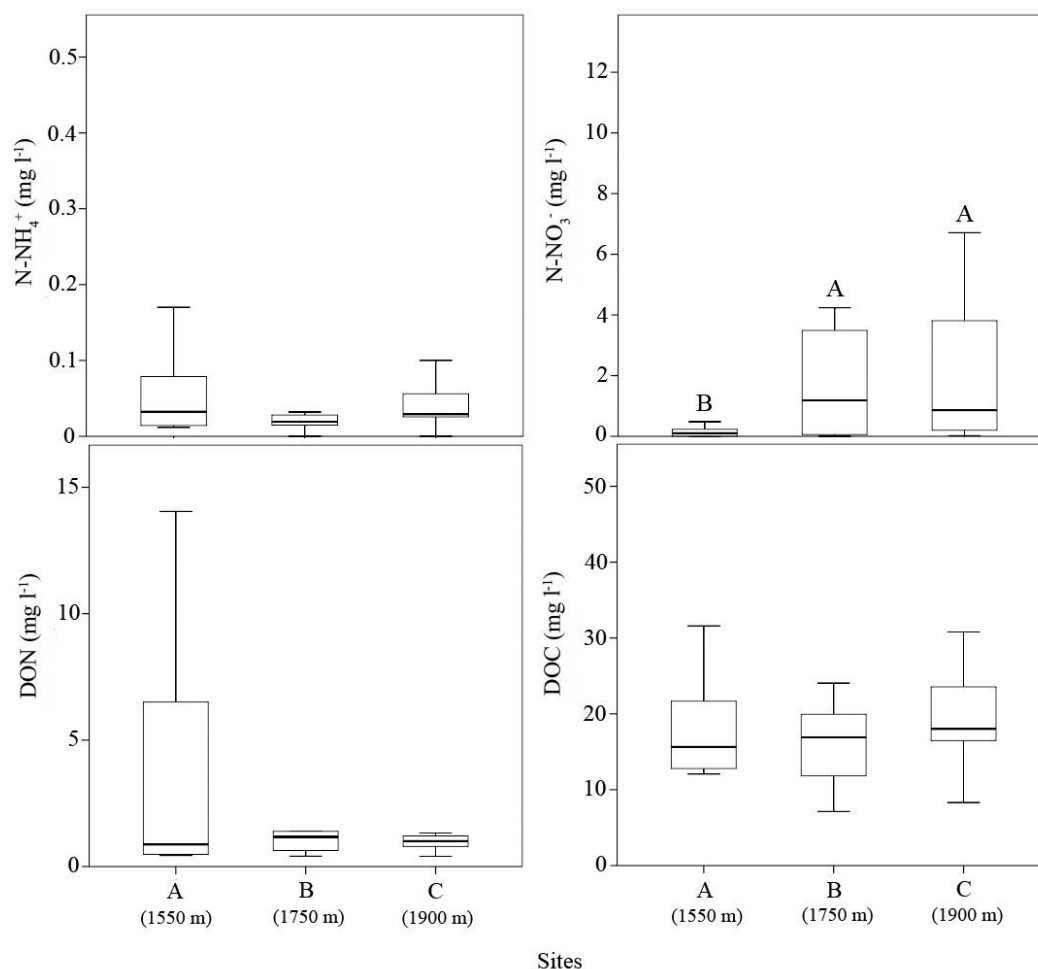 N-NH₄⁺ (mg l⁻¹)
0.5
0.4
0.3
0.2
0.1
0
N-NO₃⁻ (mg l⁻¹)
12
10
8
6
4
2
0
B
A
A
DON (mg l⁻¹)
15
10
5
0
A
B
C
(1550 m)
(1750 m)
(1900 m)
DOC (mg l⁻¹)
50
40
30
20
10
0
A
B
C
(1550 m)
(1750 m)
(1900 m)
Sites